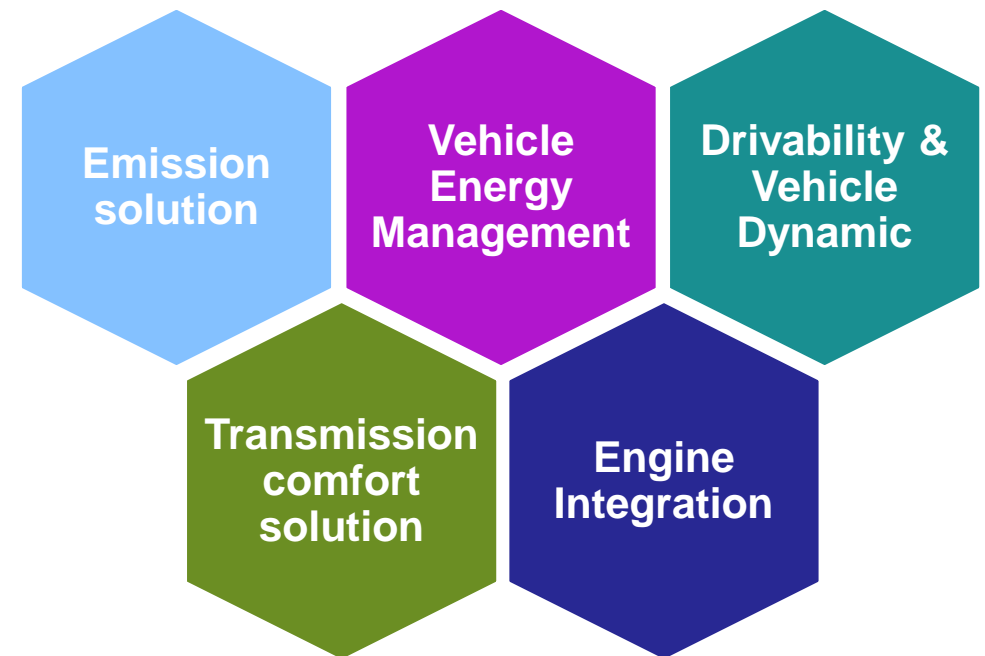 Emission
solution
Vehicle
Energy
Management
Drivability &
Vehicle
Dynamic
Transmission
comfort
solution
Engine
Integration